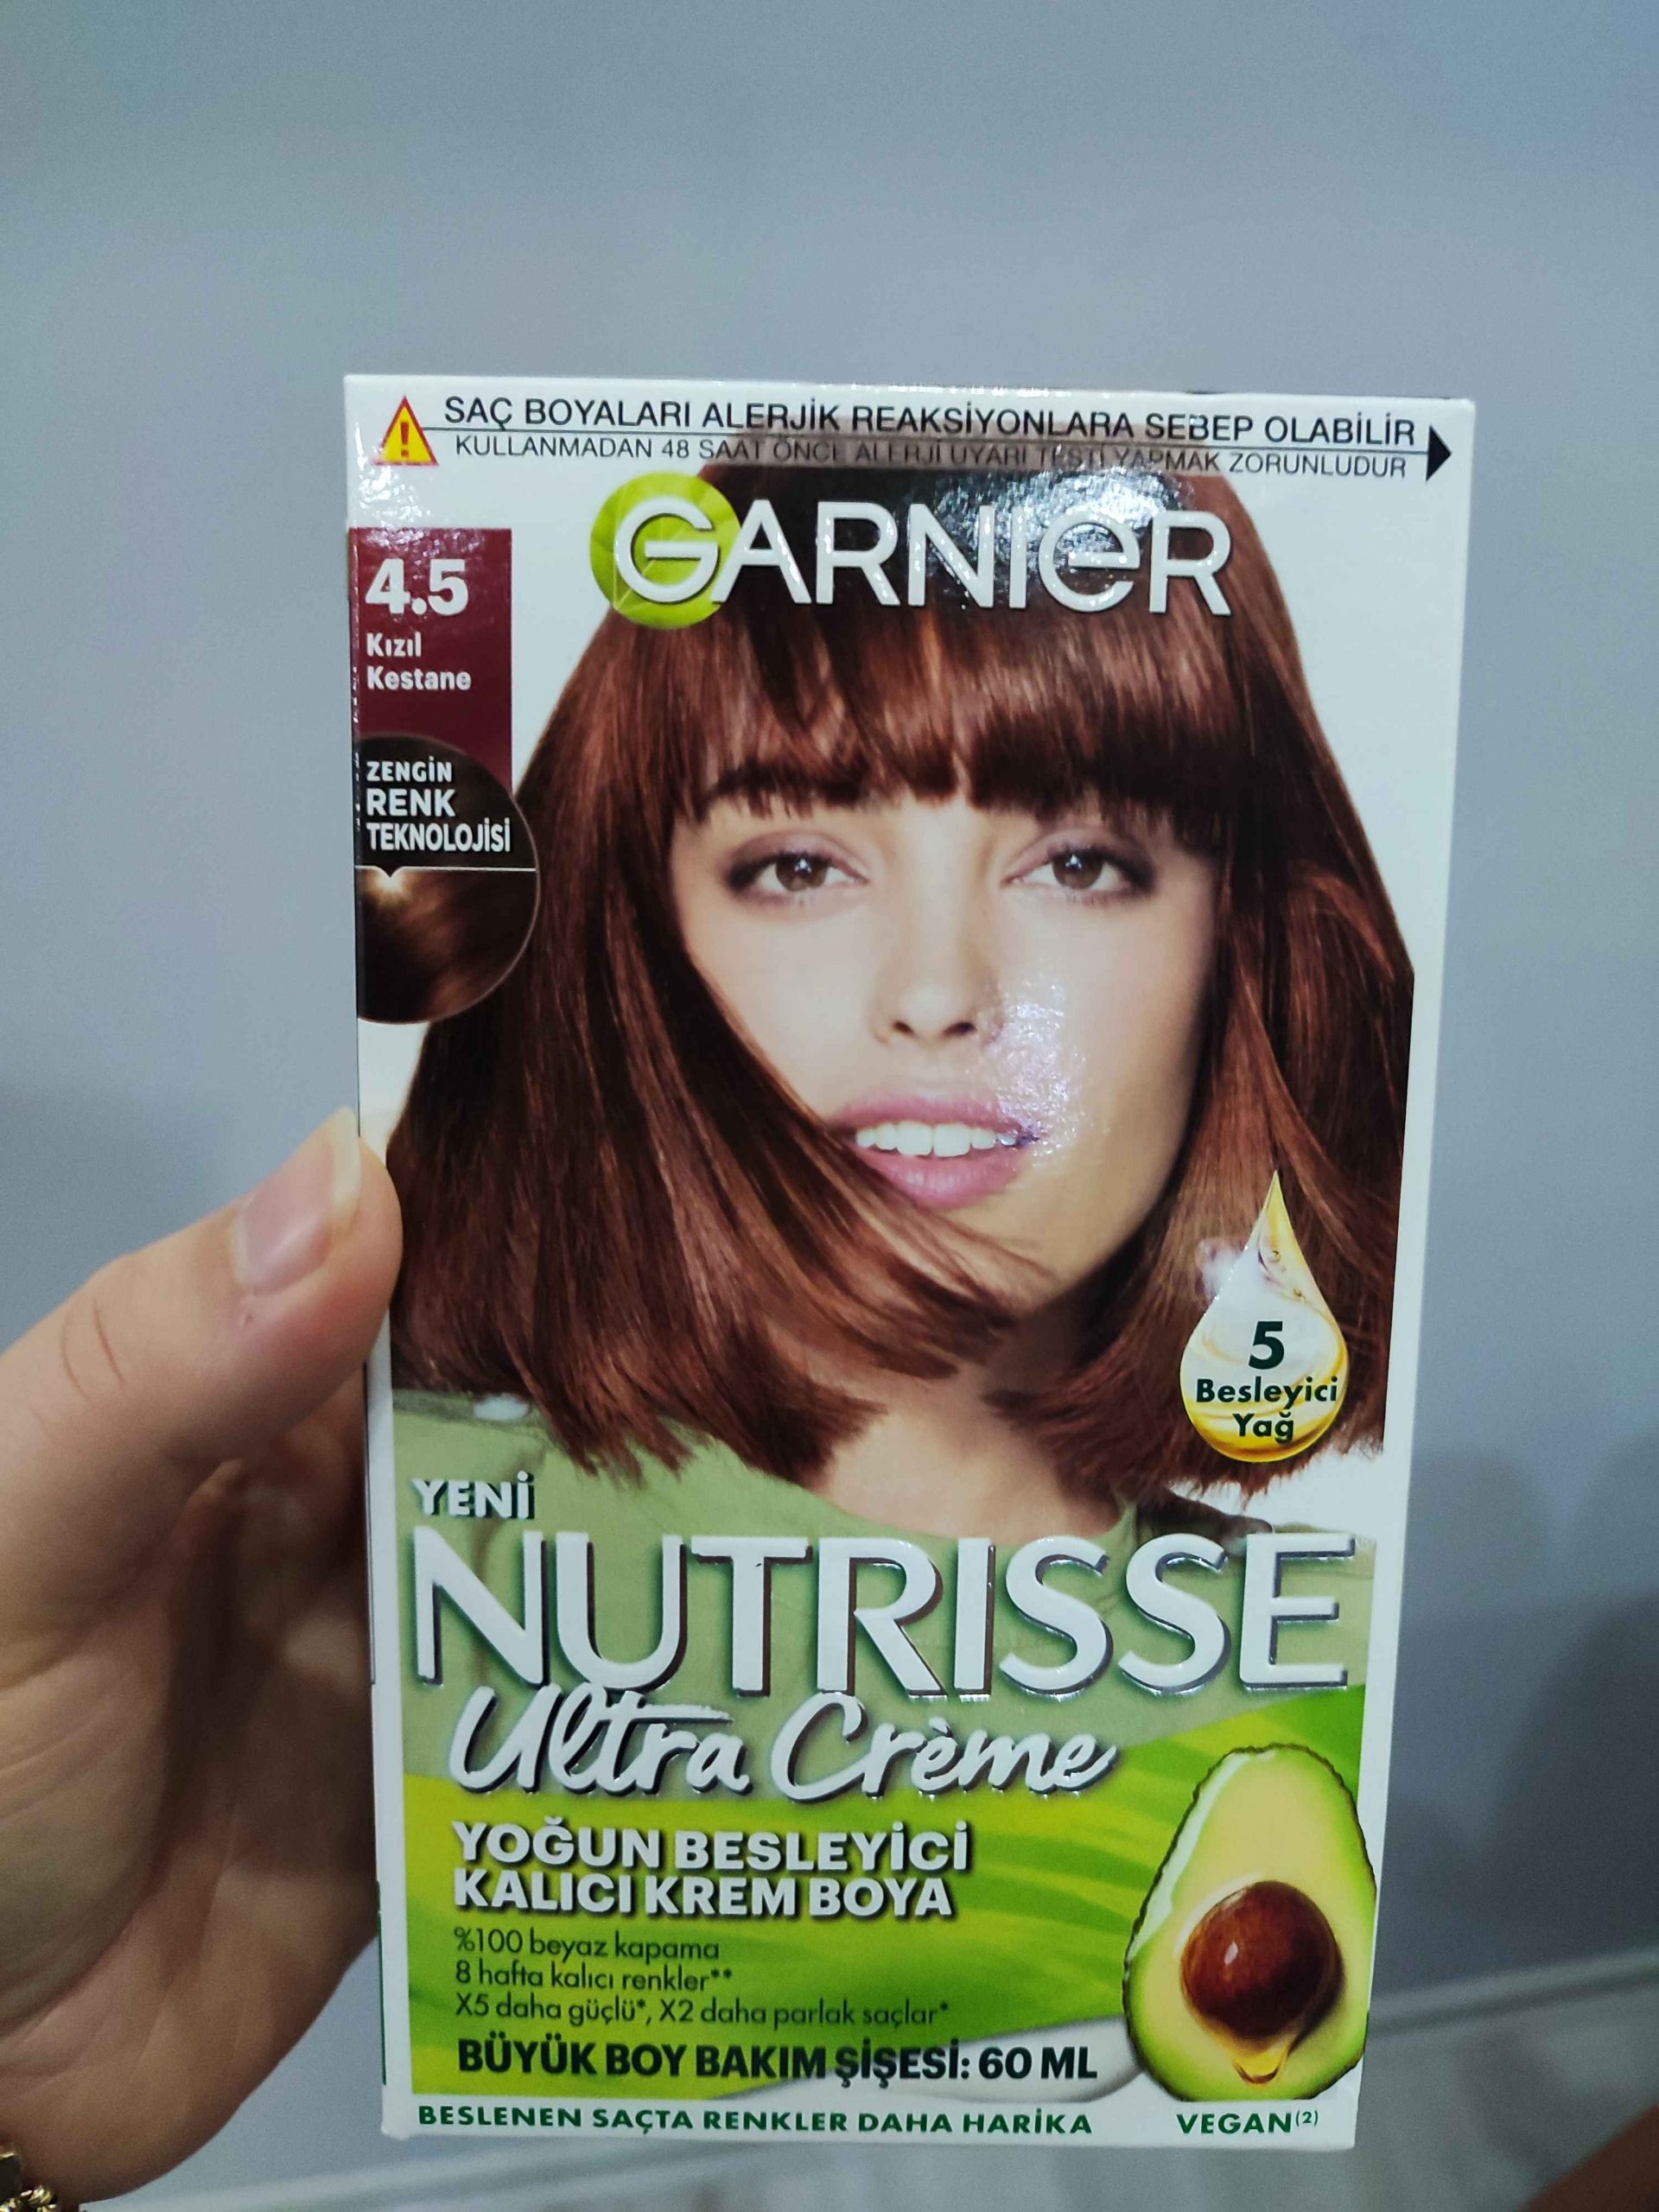 SAÇ BOYALARI ALERJİK REAKSİYONLARA SEBEP OLABİLİR
KULLANMADAN 48 SAAT ÖNCE ALERJİ UYARI TESTİ YAPMAK ZORUNLUDUR
GARNIER
4.5
Kızıl
Kestane
ZENGİN
RENK
TEKNOLOJİSİ
5
Besleyici
Yağ
YENİ
NUTRISSE
Ultra Crème
YOĞUN BESLEYİCİ
KALICI KREM BOYA
%100 beyaz kapama
8 hafta kalıcı renkler**
X5 daha güçlü*, X2 daha parlak saçlar*
BÜYÜK BOY BAKIM ŞİŞESİ: 60 ML
BESLENEN SAÇTA RENKLER DAHA HARİKA
VEGAN(2)